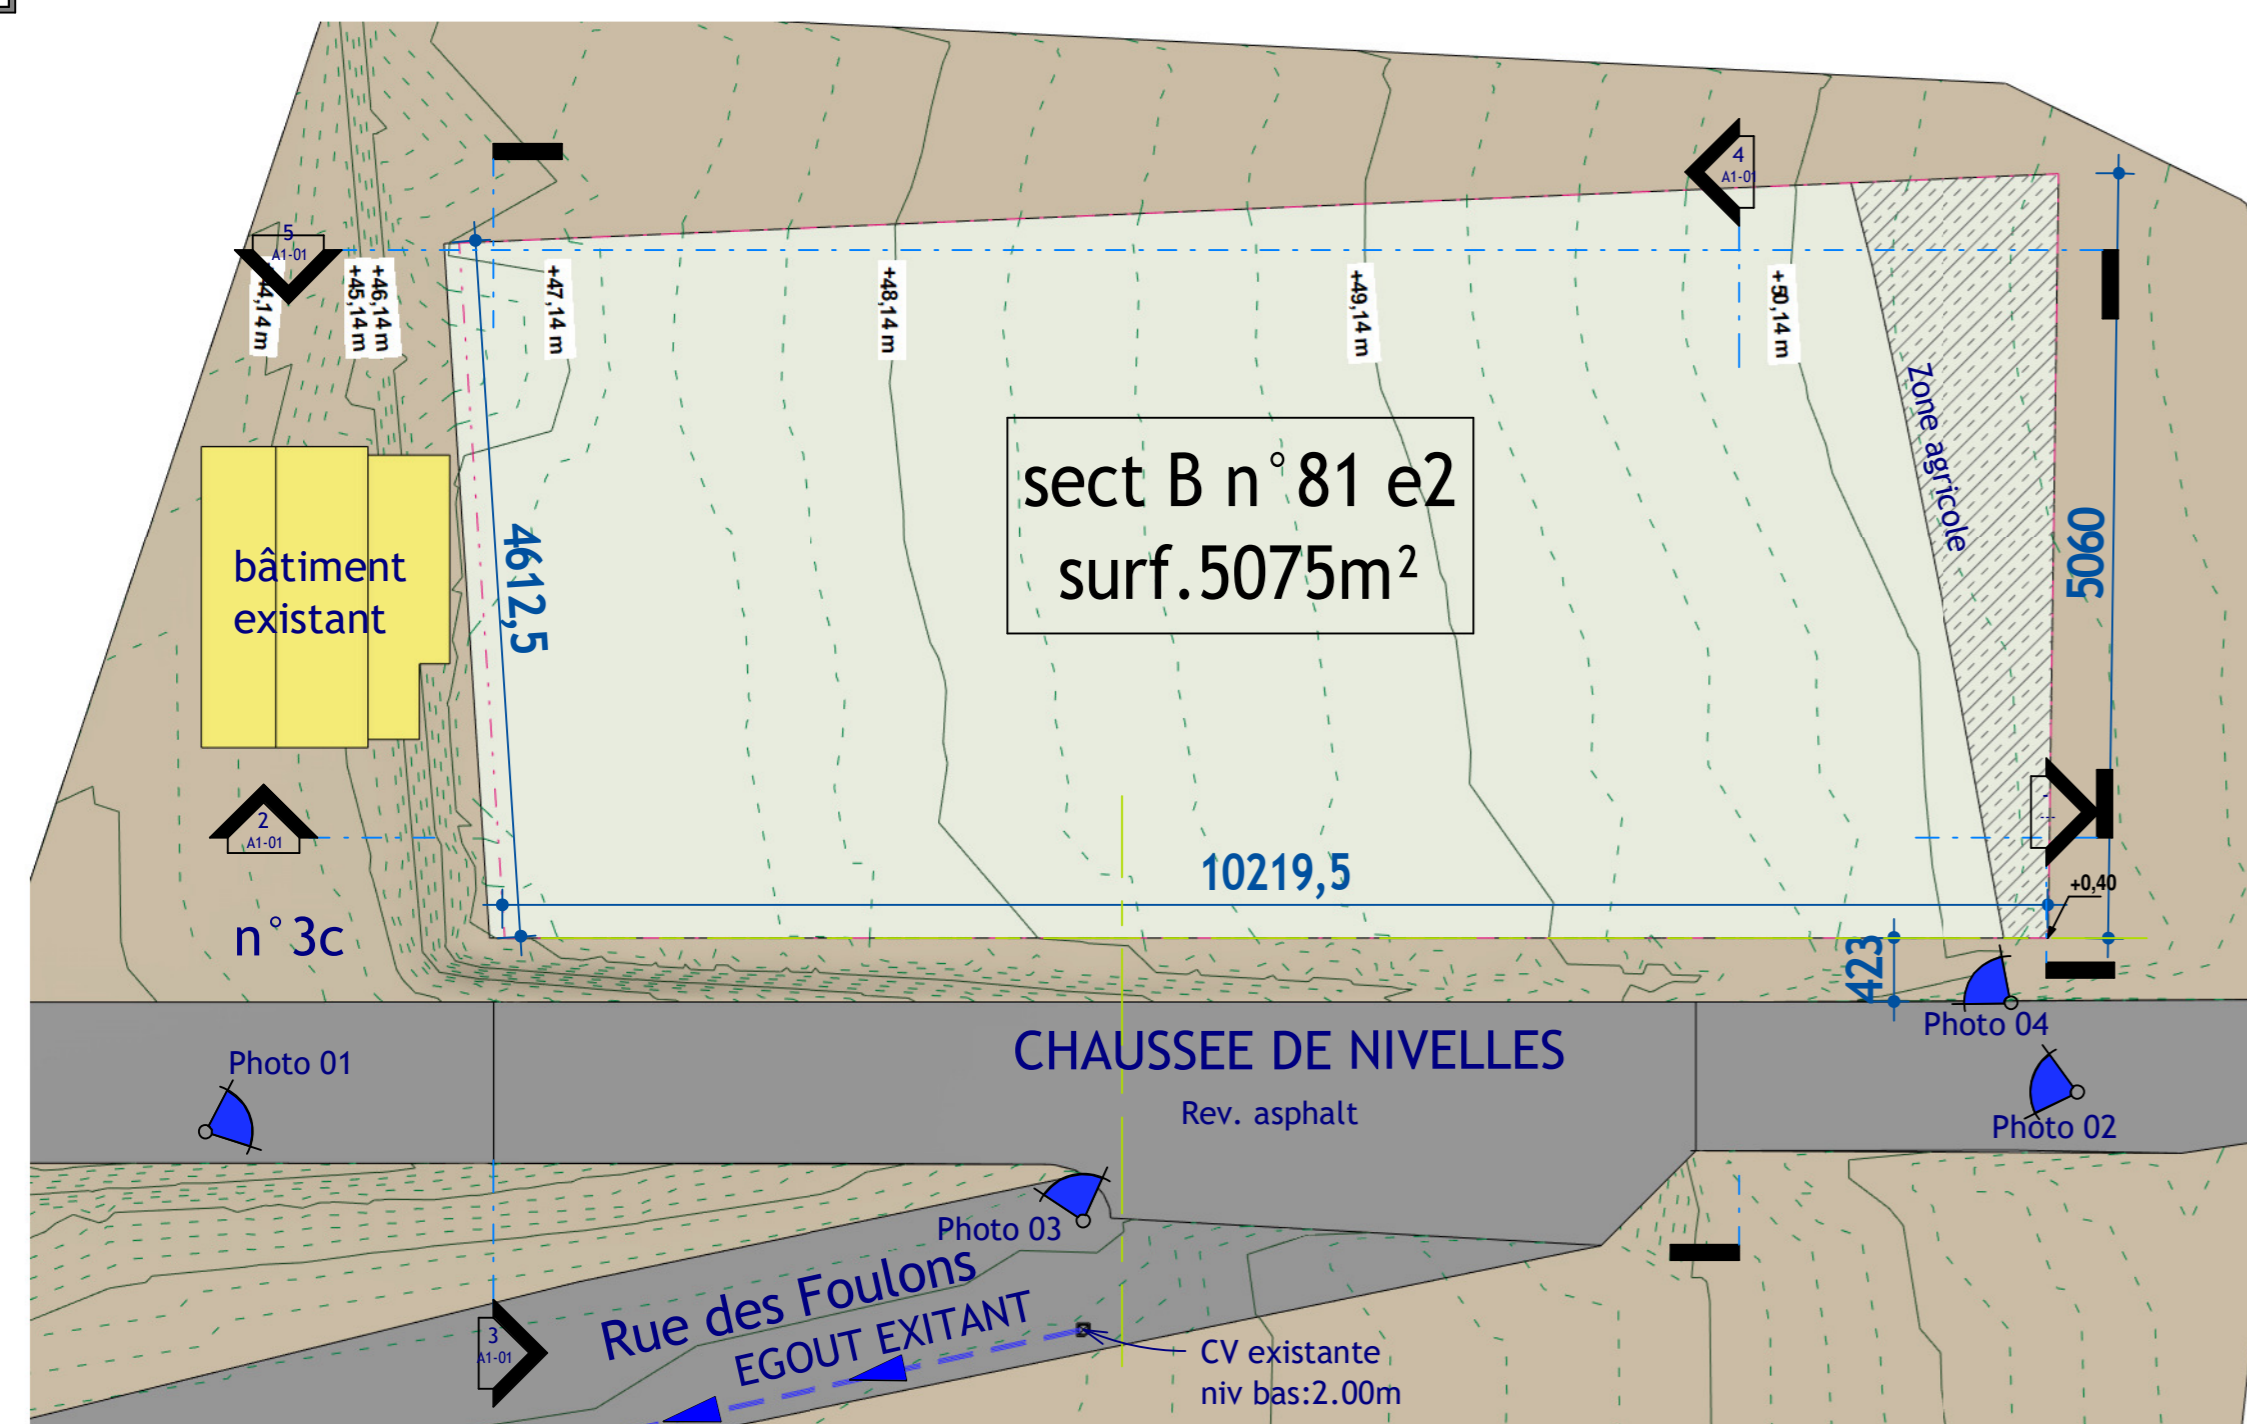 4
A1-01
5
A1-01
4,14 m
+45,14 m
+46,14 m
+47,14 m
+48,14 m
+49,14 m
+50,14 m
Zone agricole
sect B n°81 e2
surf.5075m²
bâtiment
existant
4612,5
5060
2
A1-01
10219,5
+0,40
n°3c
423
CHAUSSEE DE NIVELLES
Rev. asphalt
Photo 01
Photo 04
Photo 02
Photo 03
Rue des Foulons
EGOUT EXITANT
3
A1-01
CV existante
niv bas:2.00m